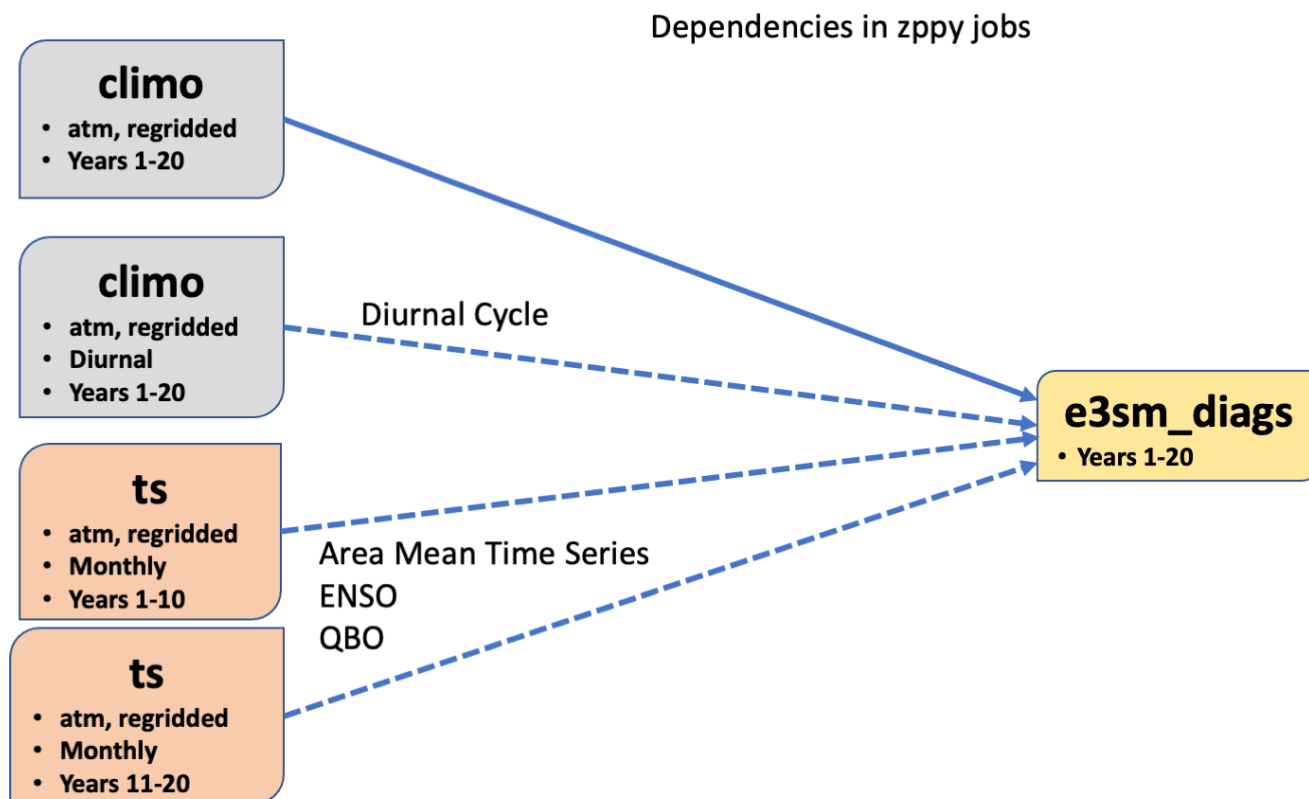 Dependencies in zppy jobs
climo
• atm, regridded
• Years 1-20
climo
• atm, regridded
• Diurnal
• Years 1-20
Diurnal Cycle
ts
• atm, regridded
• Monthly
• Years 1-10
Area Mean Time Series
ENSO
QBO
ts
• atm, regridded
• Monthly
• Years 11-20
e3sm_diags
• Years 1-20